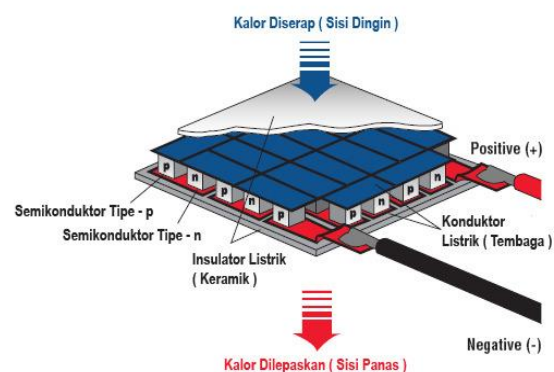 Kalor Diserap ( Sisi Dingin )
Positive (+)
p
n
p
n
p
p
n
p
n
Semikonduktor Tipe - p
Semikonduktor Tipe - n
Insulator Listrik
( Keramik )
Konduktor
Listrik ( Tembaga )
Negative (-)
Kalor Dilepaskan ( Sisi Panas )